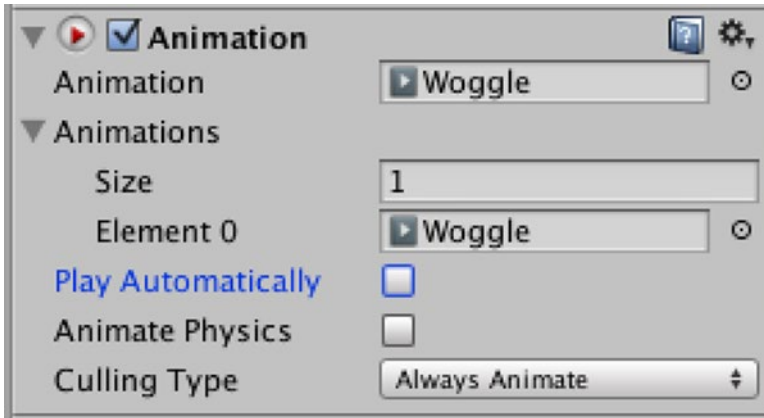 Animation
Animation Woggle
Animations
Size 1
Element 0 Woggle
Play Automatically
Animate Physics
Culling Type Always Animate